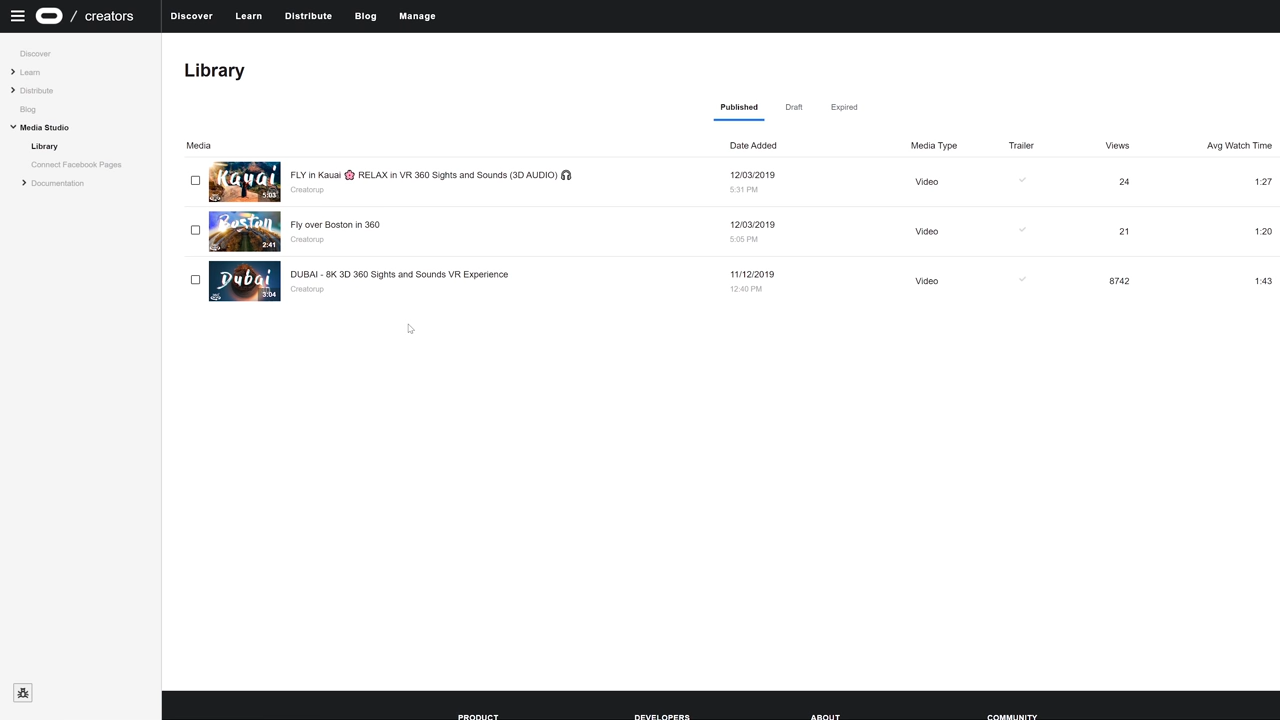 / creators
Discover Learn Distribute Blog Manage
Discover
Learn
Distribute
Blog
Media Studio
Library
Connect Facebook Pages
Documentation
Library
Published Draft Expired
Media Date Added Media Type Trailer Views Avg Watch Time
Kauai
5:03
FLY in Kauai 🌺 RELAX in VR 360 Sights and Sounds (3D AUDIO) 🎧
Creatorup
12/03/2019
5:31 PM
Video 24 1:27
Boston
2:41
Fly over Boston in 360
Creatorup
12/03/2019
5:05 PM
Video 21 1:20
Dubai
3:04
DUBAI - 8K 3D 360 Sights and Sounds VR Experience
Creatorup
11/12/2019
12:40 PM
Video 8742 1:43
PRODUCT DEVELOPERS ABOUT COMMUNITY